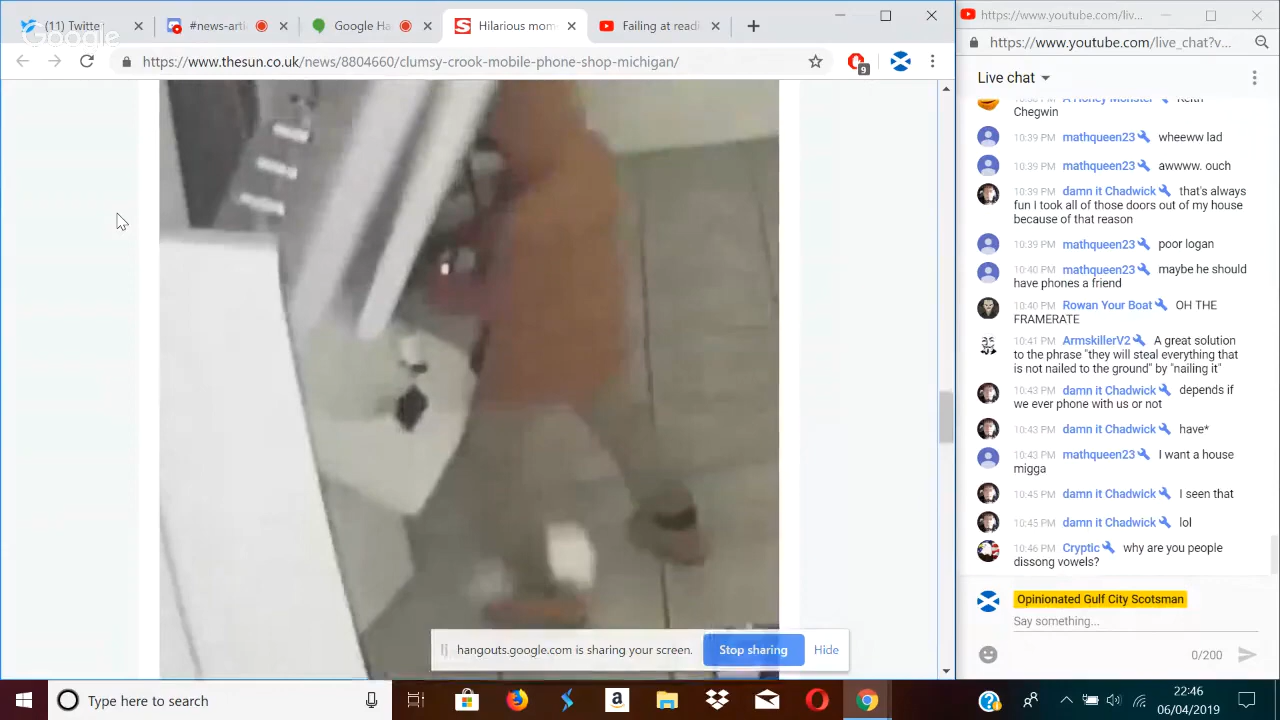 (1) Twitter
#news-arti
Google Ha
Hilarious mom
Failing at readi
https://www.youtube.com/liv...
Google
https://www.thesun.co.uk/news/8804660/clumsy-crook-mobile-phone-shop-michigan/
9
https://www.youtube.com/live_chat?v...
Live chat
10:38 PM A Honey Monster Keith
Chegwin
10:39 PM mathqueen23 wheeww lad
10:39 PM mathqueen23 awwww. ouch
10:39 PM damn it Chadwick that's always
fun I took all of those doors out of my house
because of that reason
10:39 PM mathqueen23 poor logan
10:40 PM mathqueen23 maybe he should
have phones a friend
10:40 PM Rowan Your Boat OH THE
FRAMERATE
10:41 PM ArmskillerV2 A great solution
to the phrase "they will steal everything that
is not nailed to the ground" by "nailing it"
10:43 PM damn it Chadwick depends if
we ever phone with us or not
10:43 PM damn it Chadwick have*
10:43 PM mathqueen23 I want a house
migga
10:45 PM damn it Chadwick I seen that
10:45 PM damn it Chadwick lol
10:46 PM Cryptic why are you people
dissong vowels?
Opinionated Gulf City Scotsman
Say something...
0/200
hangouts.google.com is sharing your screen.
Stop sharing
Hide
Type here to search
22:46
06/04/2019